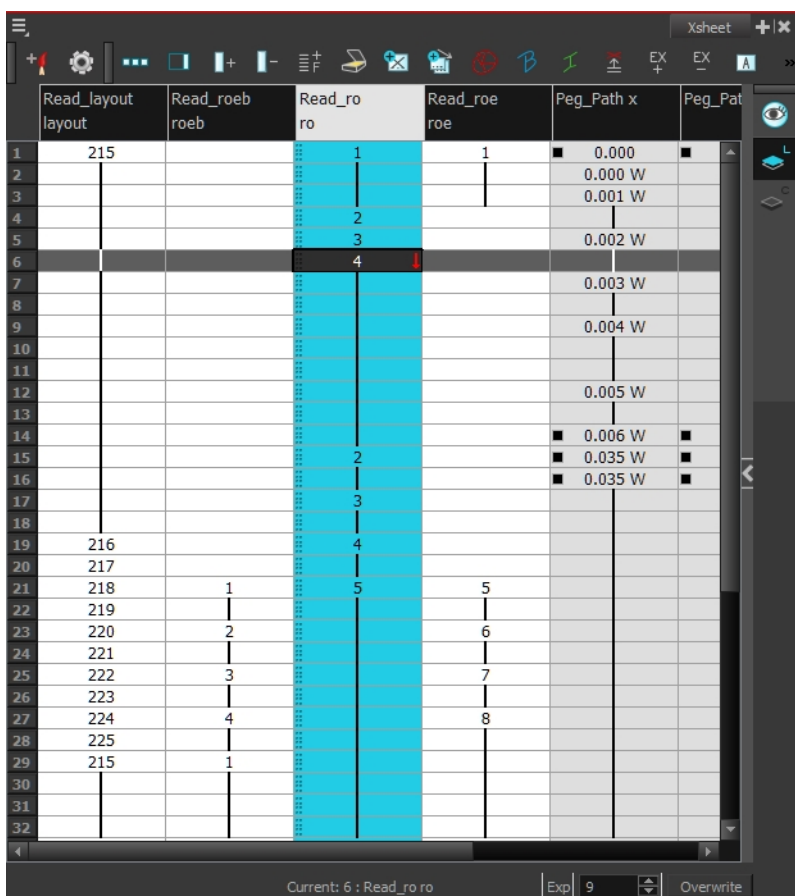 Xsheet
EX EX A
Read_layout Read_roeb Read_ro Read_roe Peg_Path x Peg_Pat
layout roeb ro roe
L
C
1 215 1 1 0.000
2 0.000 W
3 0.001 W
4 2
5 3 0.002 W
6 4
7 0.003 W
8
9 0.004 W
10
11
12 0.005 W
13
14 0.006 W
15 2 0.035 W
16 0.035 W
17 3
18
19 216 4
20 217
21 218 1 5 5
22 219
23 220 2 6
24 221
25 222 3 7
26 223
27 224 4 8
28 225
29 215 1
30
31
32
Current: 6 : Read_ro ro Exp 9 Overwrite